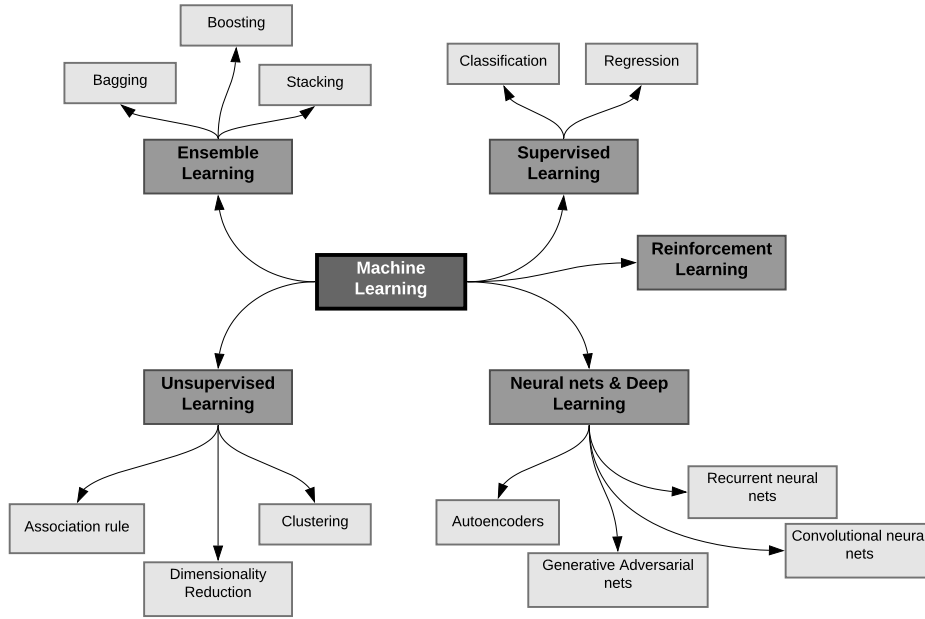 Boosting
Bagging
Stacking
Classification
Regression
Ensemble
Learning
Supervised
Learning
Machine
Learning
Reinforcement
Learning
Unsupervised
Learning
Neural nets & Deep
Learning
Association rule
Dimensionality
Reduction
Clustering
Autoencoders
Generative Adversarial
nets
Recurrent neural
nets
Convolutional neural
nets